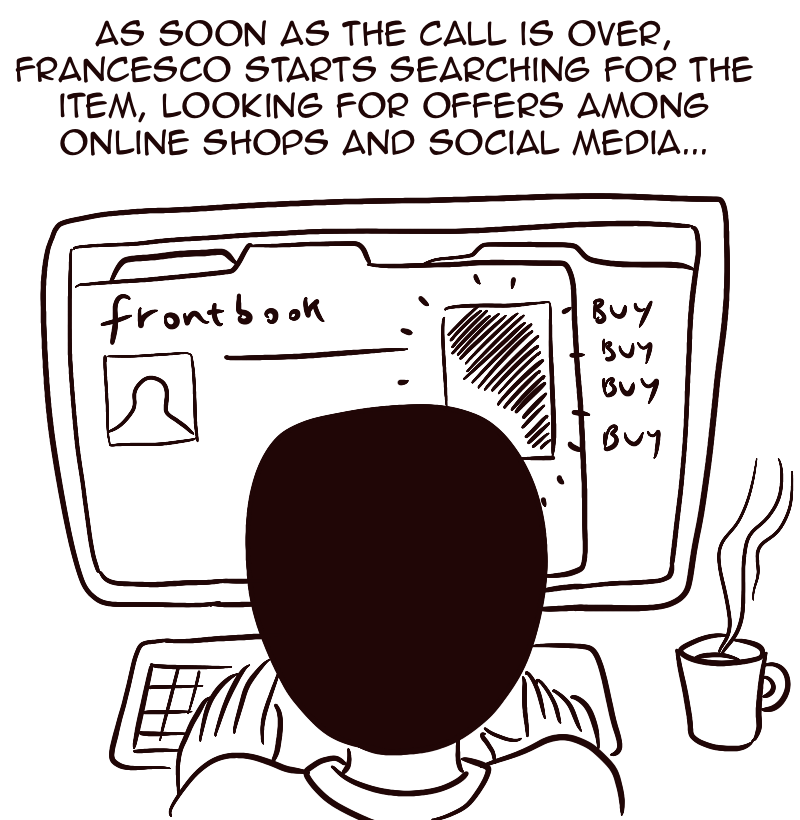 AS SOON AS THE CALL IS OVER,
FRANCESCO STARTS SEARCHING FOR THE
ITEM, LOOKING FOR OFFERS AMONG
ONLINE SHOPS AND SOCIAL MEDIA...
frontbook
BUY
BUY
BUY
BUY